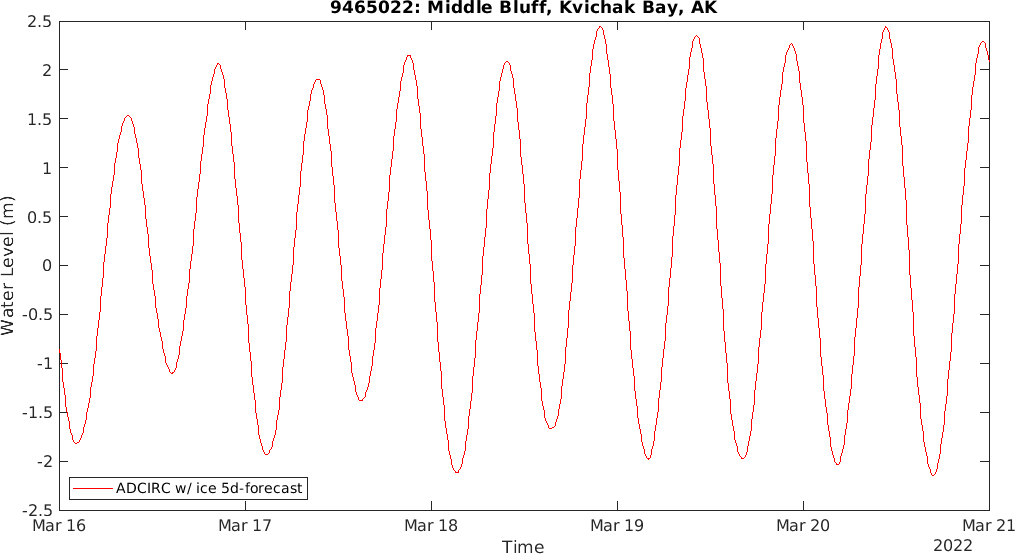 9465022: Middle Bluff, Kvichak Bay, AK
2.5
2
1.5
1
0.5
0
-0.5
-1
-1.5
-2
-2.5
Water Level (m)
ADCIRC w/ ice 5d-forecast
Mar 16 Mar 17 Mar 18 Mar 19 Mar 20 Mar 21
Time
2022